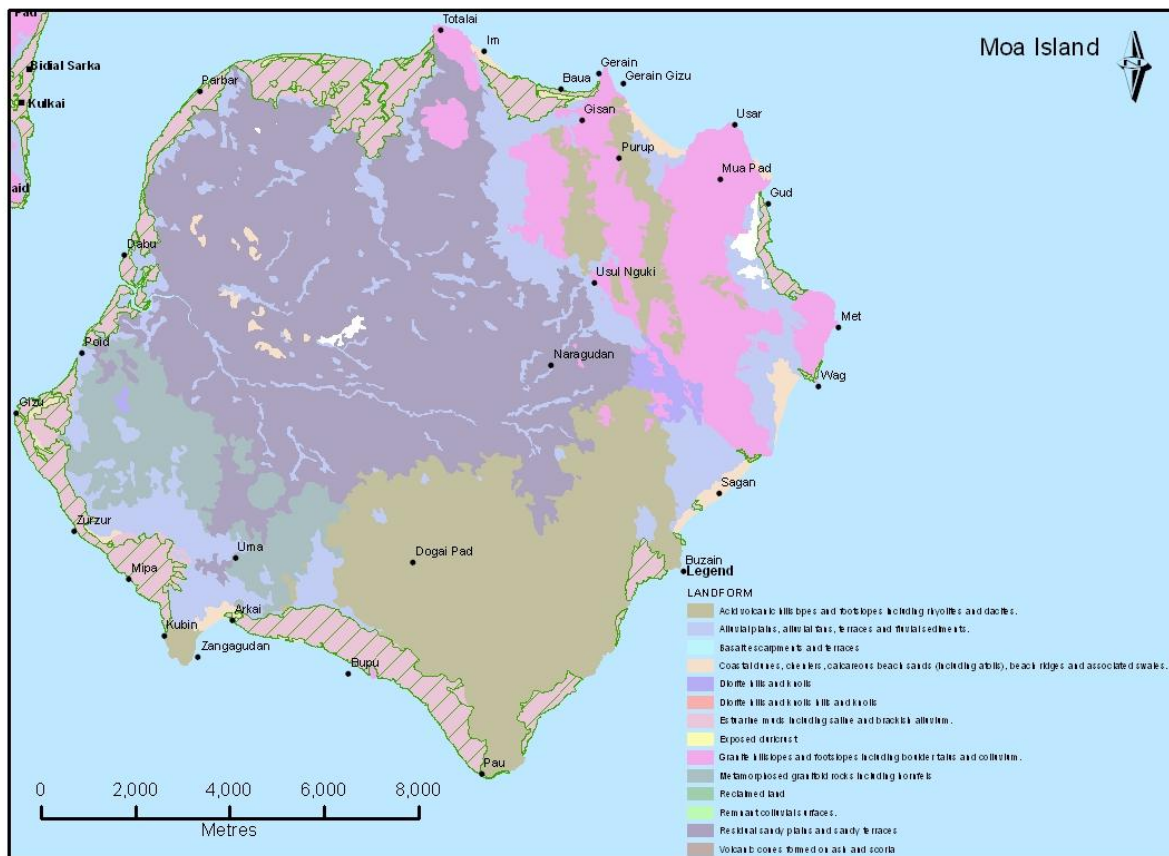 Pad
Totalai
Im
Moa Island
N
Bidial Sarka
Parbar
Baua
Gerain
Gerain Gizu
Kulkai
Gisan
Usar
Purup
Mua Pad
aid
Gud
Dabu
Usul Nguki
Met
Poid
Naragudan
Wag
Gizu
Sagan
Zurzur
Uma
Dogai Pad
Buzain
Mipa
Legend
LANDFORM
Acid volcanic hillslopes and footslopes including rhyolites and dacites.
Arkai
Alluvial plains, alluvial fans, terraces and fluvial sediments.
Kubin
Basalt escarpments and terraces
Zangagudan
Coastal dunes, cheniers, calcareous beach sands (including atolls), beach ridges and associated swales.
Bupu
Diorite hills and knolls
Diorite hills and knolls hills and knolls
Estuarine muds including saline and brackish alluvium.
Exposed duricrust
Granite hillslopes and footslopes including boulder tallus and colluvium.
Pau
Metamorphosed granitoid rocks including hornfels
0 2,000 4,000 6,000 8,000
Reclaimed land
Remnant colluvial surfaces.
Metres
Residual sandy plains and sandy terraces
Volcanic cones formed on ash and scoria